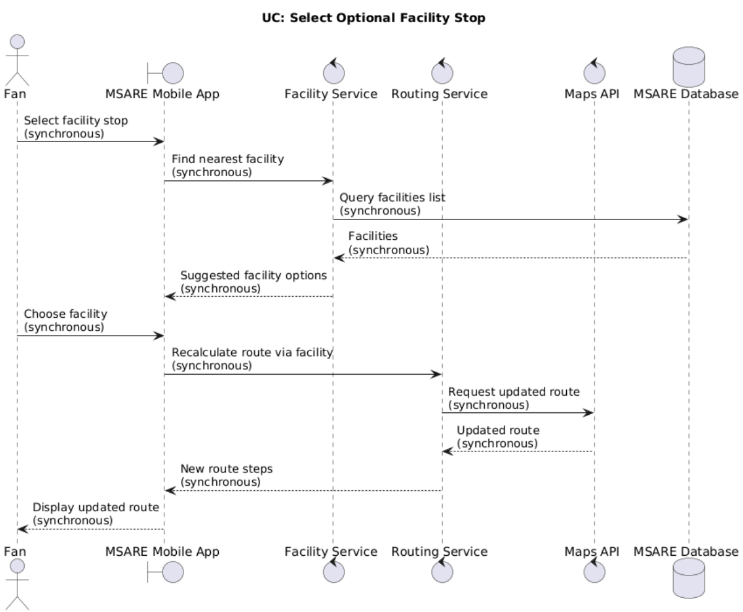 UC: Select Optional Facility Stop
Fan
MSARE Mobile App
Facility Service
Routing Service
Maps API
MSARE Database
Select facility stop
(synchronous)
Find nearest facility
(synchronous)
Query facilities list
(synchronous)
Facilities
(synchronous)
Suggested facility options
(synchronous)
Choose facility
(synchronous)
Recalculate route via facility
(synchronous)
Request updated route
(synchronous)
Updated route
(synchronous)
New route steps
(synchronous)
Display updated route
(synchronous)
Fan
MSARE Mobile App
Facility Service
Routing Service
Maps API
MSARE Database